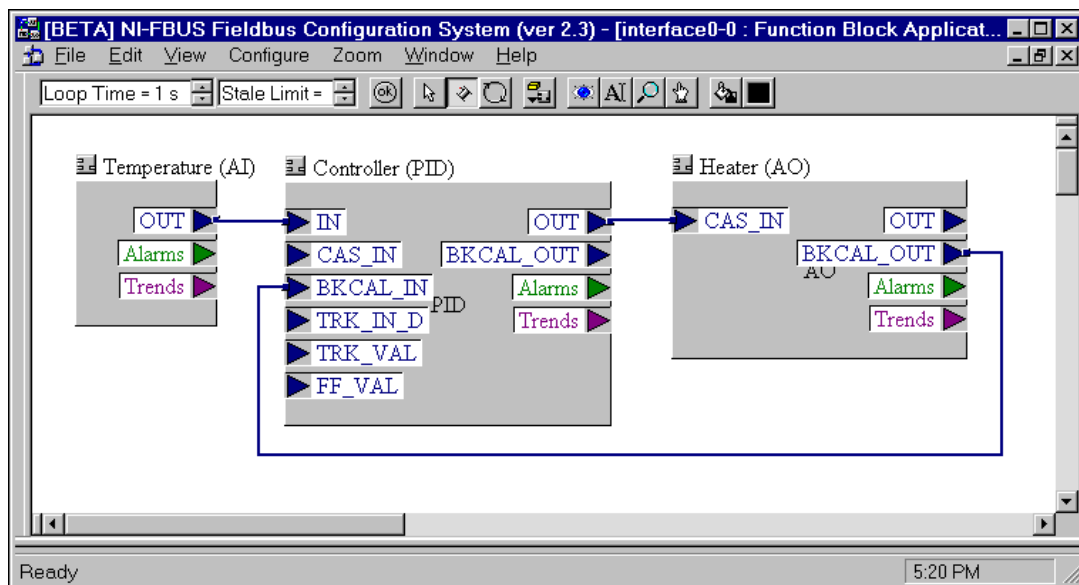 [BETA] NI-FBUS Fieldbus Configuration System (ver 2.3) - [interface0-0 : Function Block Applicat...
File Edit View Configure Zoom Window Help
Loop Time = 1 s Stale Limit = ok AI
Temperature (AI)
OUT
Alarms
Trends
Controller (PID)
IN
CAS_IN
BKCAL_IN
TRK_IN_D
TRK_VAL
FF_VAL
OUT
BKCAL_OUT
Alarms
Trends
PID
Heater (AO)
CAS_IN
OUT
BKCAL_OUT
AO
Alarms
Trends
Ready 5:20 PM